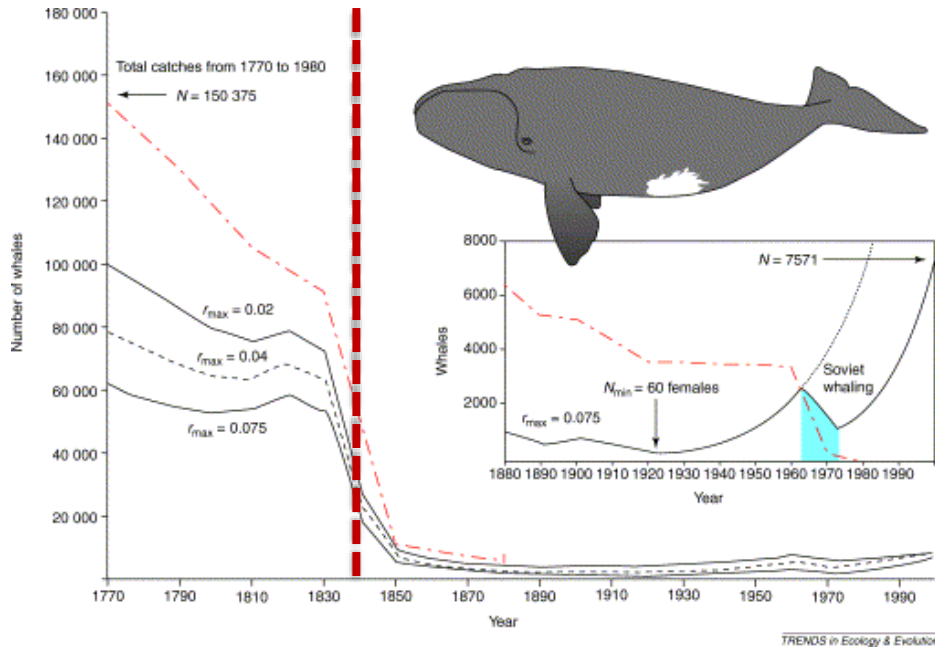 180 000
160 000
140 000
120 000
100 000
80 000
60 000
40 000
20 000
Number of whales
Total catches from 1770 to 1980
N = 150 375
rmax = 0.02
rmax = 0.04
rmax = 0.075
1770 1790 1810 1830 1850 1870 1890 1910 1930 1950 1970 1990
Year
8000
6000
4000
2000
Whales
N = 7571
Soviet
whaling
Nmin = 60 females
rmax = 0.075
1880 1890 1900 1910 1920 1930 1940 1950 1960 1970 1980 1990
Year
TRENDS in Ecology & Evolution